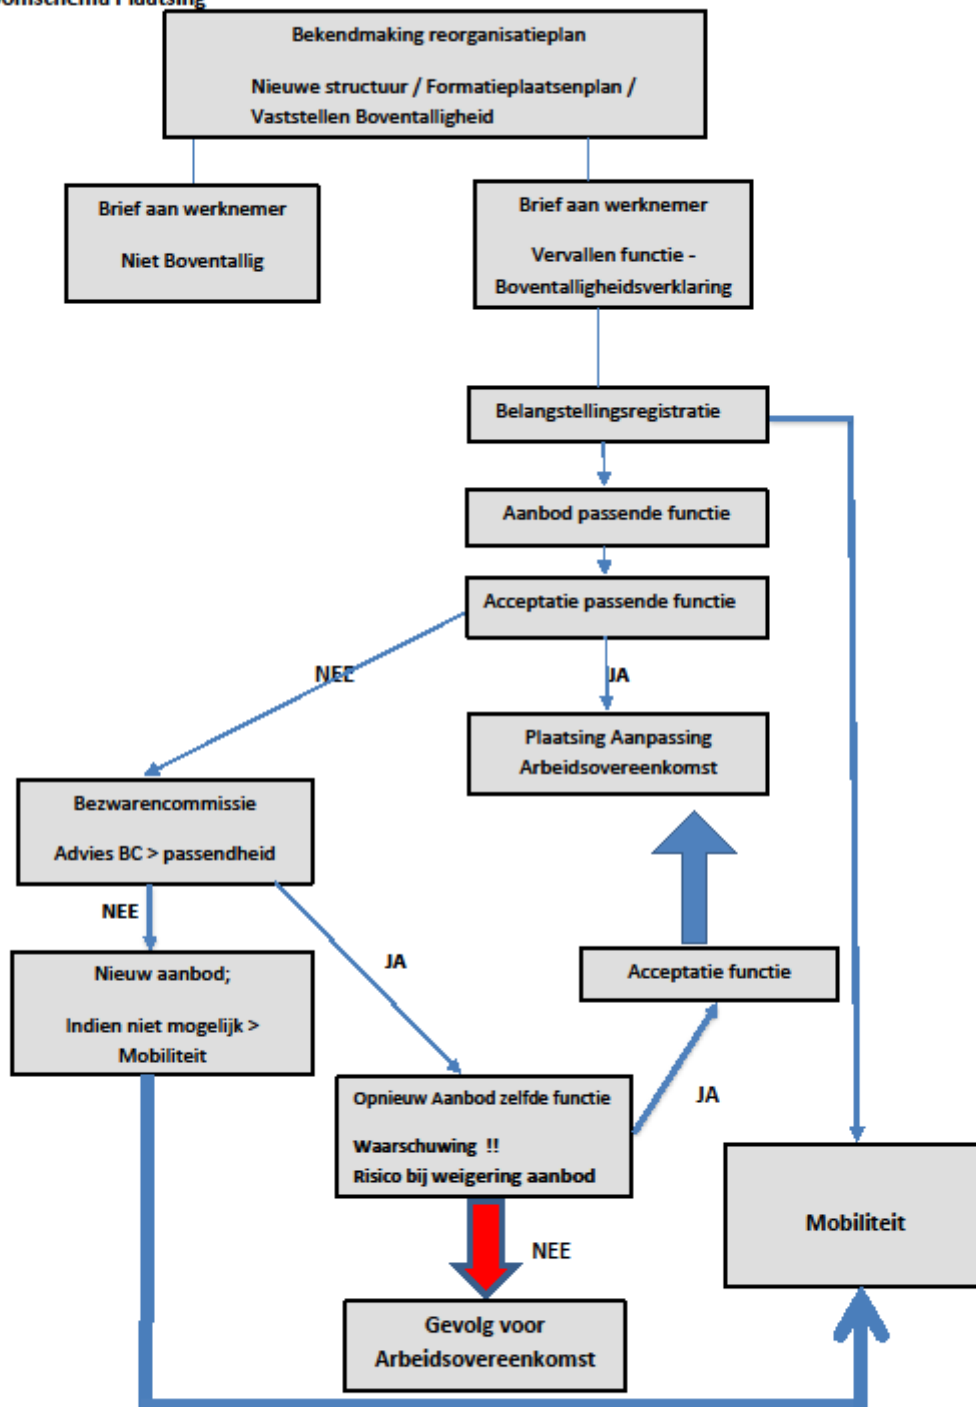 Plaatsing
Bekendmaking reorganisatieplan
Nieuwe structuur / Formatieplaatsenplan /
Vaststellen Boventalligheid
Brief aan werknemer
Niet Boventallig
Brief aan werknemer
Vervallen functie -
Boventalligheidsverklaring
Belangstellingsregistratie
Aanbod passende functie
Acceptatie passende functie
NEE
JA
Plaatsing Aanpassing
Arbeidsovereenkomst
Bezwarencommissie
Advies BC > passendheid
NEE
JA
Nieuw aanbod;
Indien niet mogelijk >
Mobiliteit
Acceptatie functie
Opnieuw Aanbod zelfde functie
Waarschuwing !!
Risico bij weigering aanbod
JA
Mobiliteit
NEE
Gevolg voor
Arbeidsovereenkomst